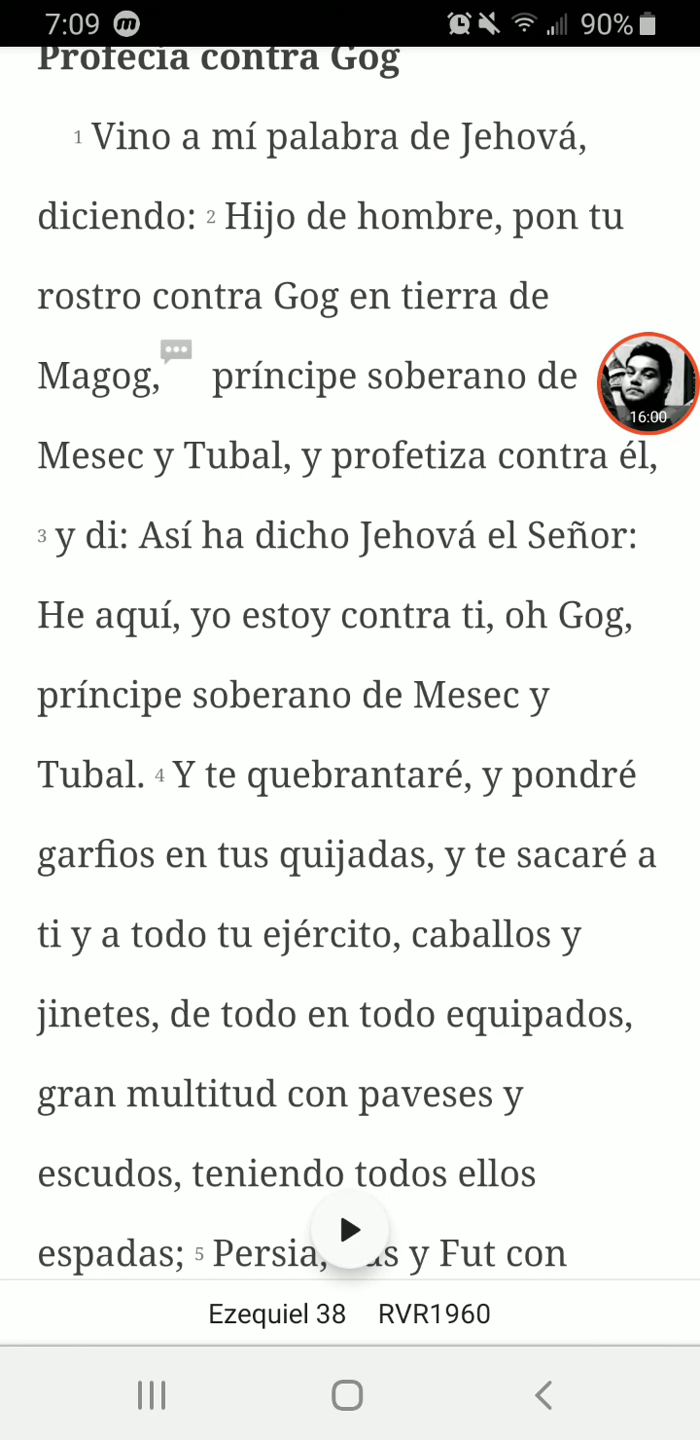 7:09 m 90%
Profecía contra Gog
1 Vino a mí palabra de Jehová,
diciendo: 2 Hijo de hombre, pon tu
rostro contra Gog en tierra de
Magog, príncipe soberano de
16:00
Mesec y Tubal, y profetiza contra él,
3 y di: Así ha dicho Jehová el Señor:
He aquí, yo estoy contra ti, oh Gog,
príncipe soberano de Mesec y
Tubal. 4 Y te quebrantaré, y pondré
garfios en tus quijadas, y te sacaré a
ti y a todo tu ejército, caballos y
jinetes, de todo en todo equipados,
gran multitud con paveses y
escudos, teniendo todos ellos
espadas; 5 Persia, y Fut con
Ezequiel 38 RVR1960